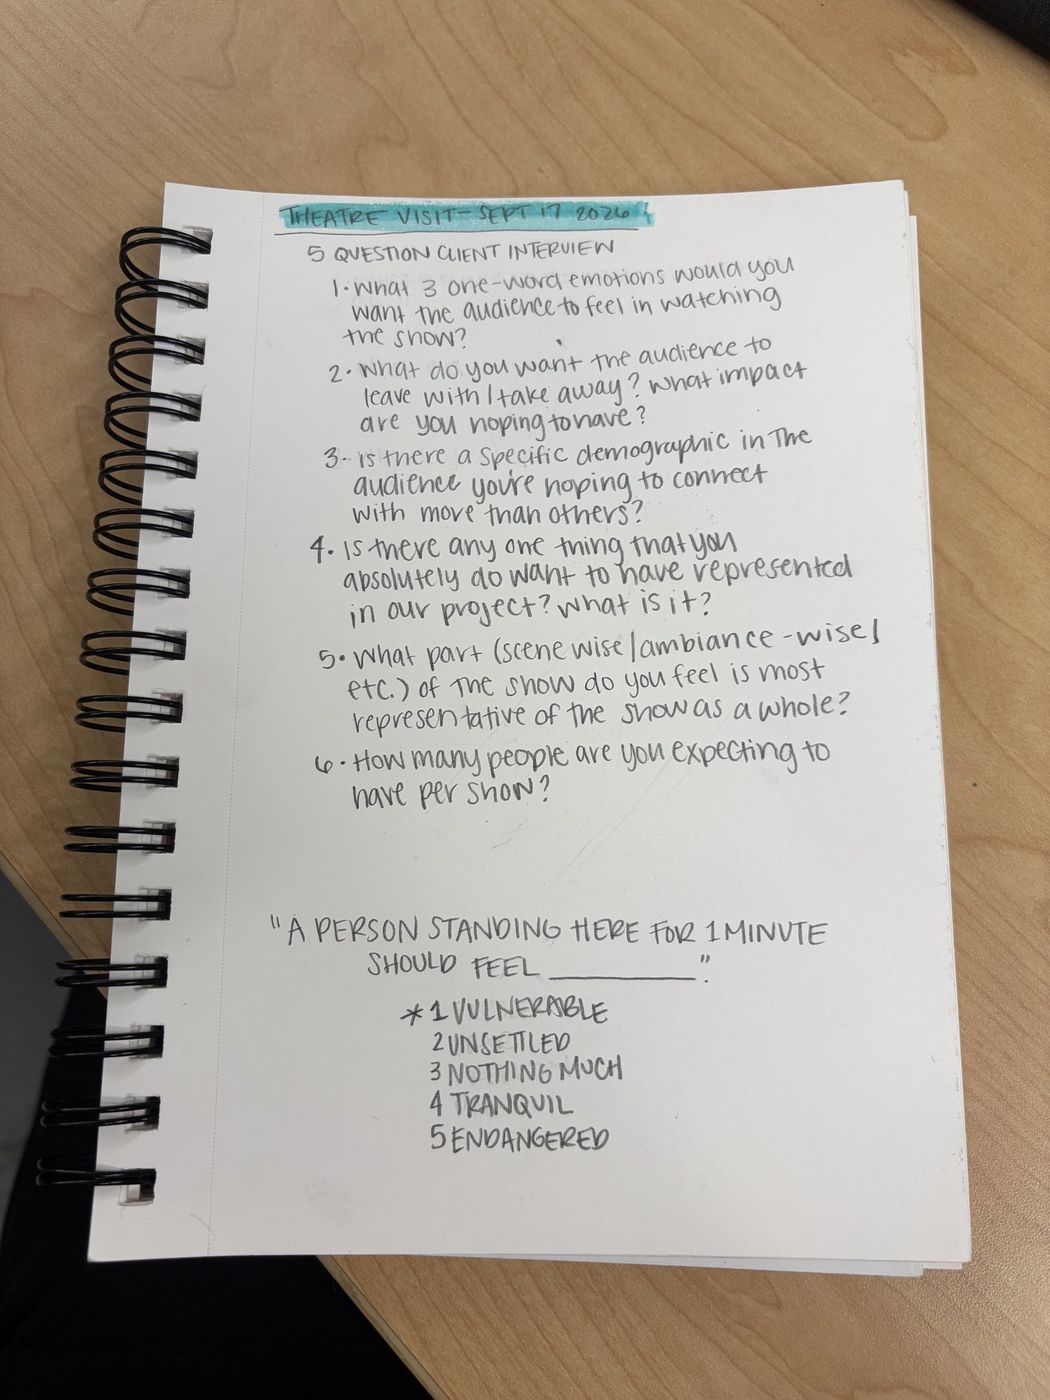 THEATRE VISIT - SEPT 17 2026
5 QUESTION CLIENT INTERVIEW
1. What 3 one-word emotions would you
want the audience to feel in watching
the show?
2. What do you want the audience to
leave with/take away? What impact
are you hoping to have?
3- Is there a specific demographic in The
audience you're hoping to connect
with more than others?
4. Is there any one thing that you
absolutely do want to have represented
in our project? What is it?
5. What part (scene wise/ambiance-wise/
etc.) of The show do you feel is most
representative of the show as a whole?
6. How many people are you expecting to
have per show?
"A PERSON STANDING HERE FOR 1 MINUTE
SHOULD FEEL __________."
*1 VULNERABLE
2 UNSETTLED
3 NOTHING MUCH
4 TRANQUIL
5 ENDANGERED